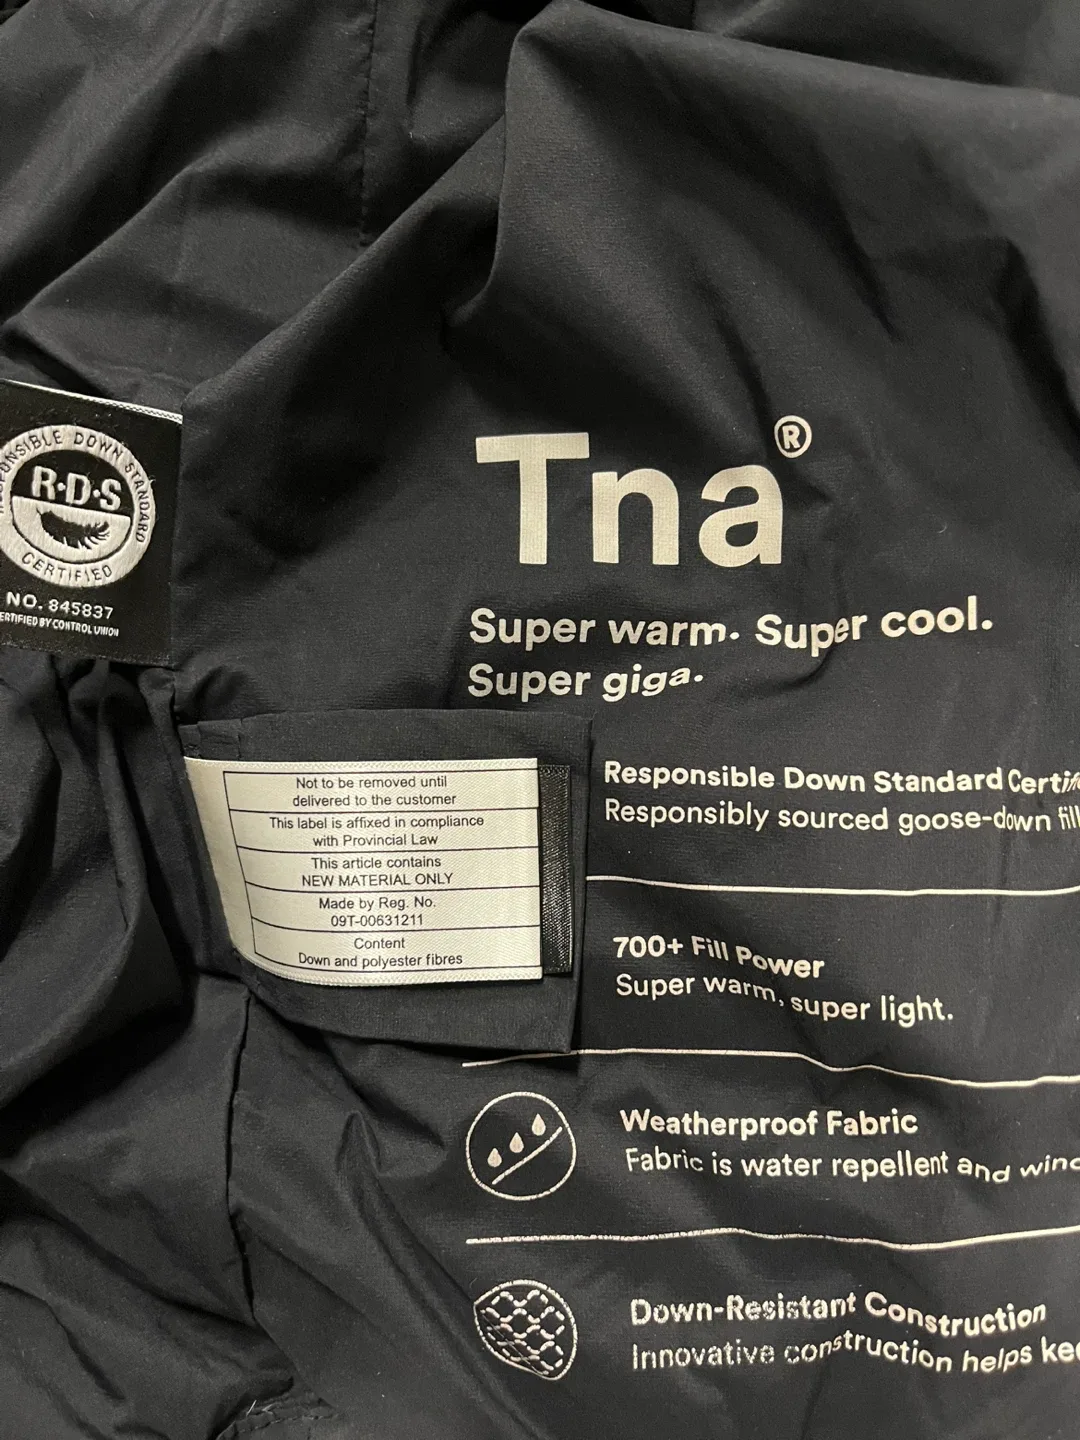 RESPONSIBLE DOWN STANDARD
R·D·S
CERTIFIED
NO. 845837
CERTIFIED BY CONTROL UNION
Tna®
Super warm. Super cool.
Super giga.
Not to be removed until
delivered to the customer
This label is affixed in compliance
with Provincial Law
This article contains
NEW MATERIAL ONLY
Made by Reg. No.
09T-00631211
Content
Down and polyester fibres
Responsible Down Standard
Responsibly sourced goose-down
700+ Fill Power
Super warm, super light.
Weatherproof Fabric
Fabric is water repellent and
Down-Resistant Construction
Innovative construction helps